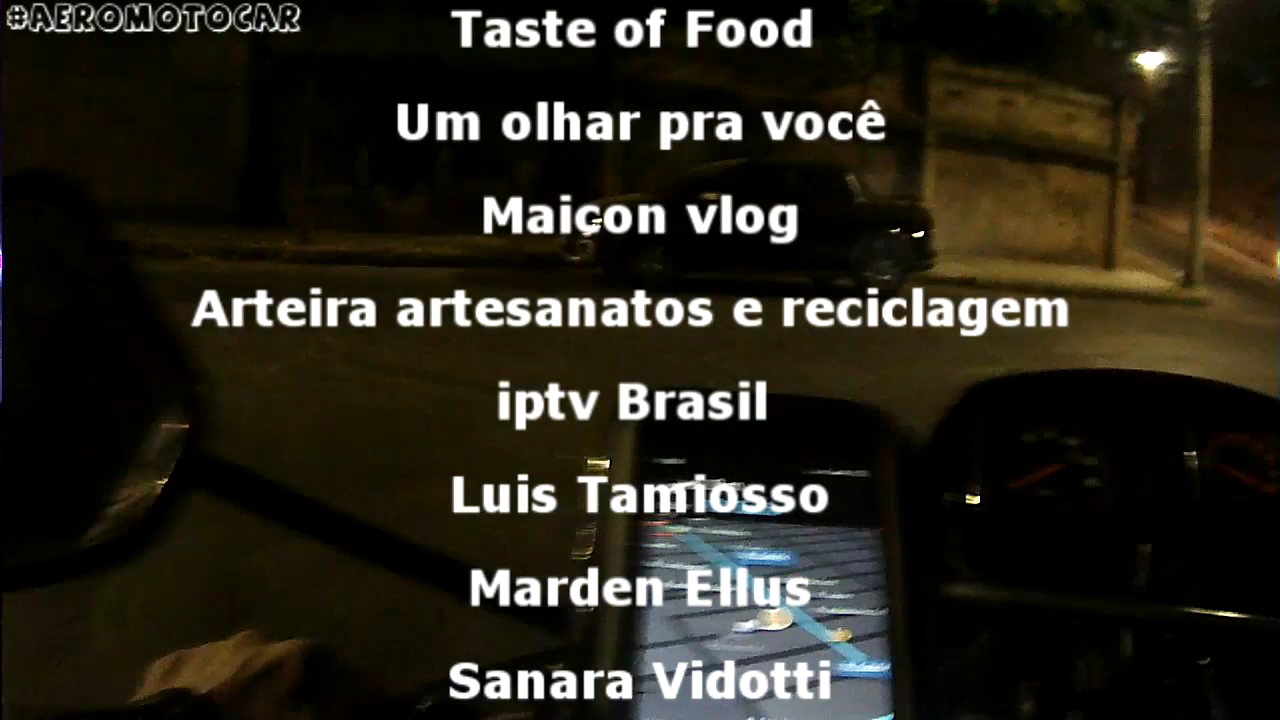 #AEROMOTOCAR
Taste of Food
Um olhar pra você
Maicon vlog
Arteira artesanatos e reciclagem
iptv Brasil
Luis Tamiosso
Marden Ellus
Sanara Vidotti